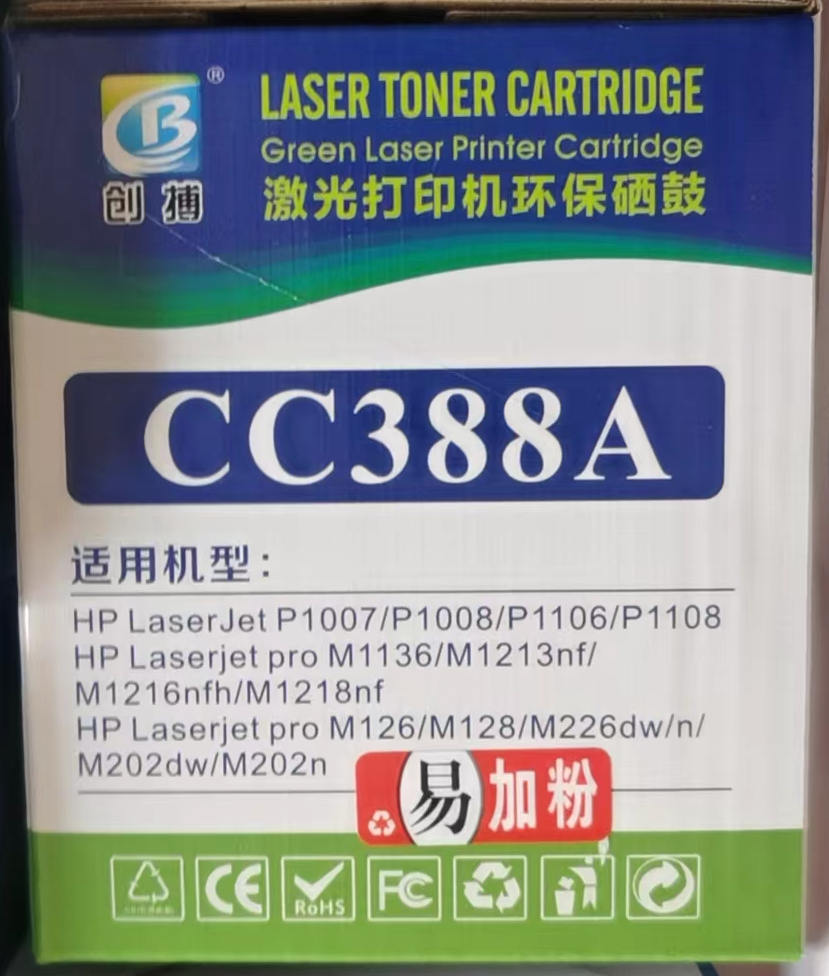 LASER TONER CARTRIDGE
Green Laser Printer Cartridge
激光打印机环保硒鼓
B
®
创搏
CC388A
适用机型：
HP LaserJet P1007/P1008/P1106/P1108
HP Laserjet pro M1136/M1213nf/
M1216nfh/M1218nf
HP Laserjet pro M126/M128/M226dw/n/
M202dw/M202n
易加粉
CE
RoHS
FC